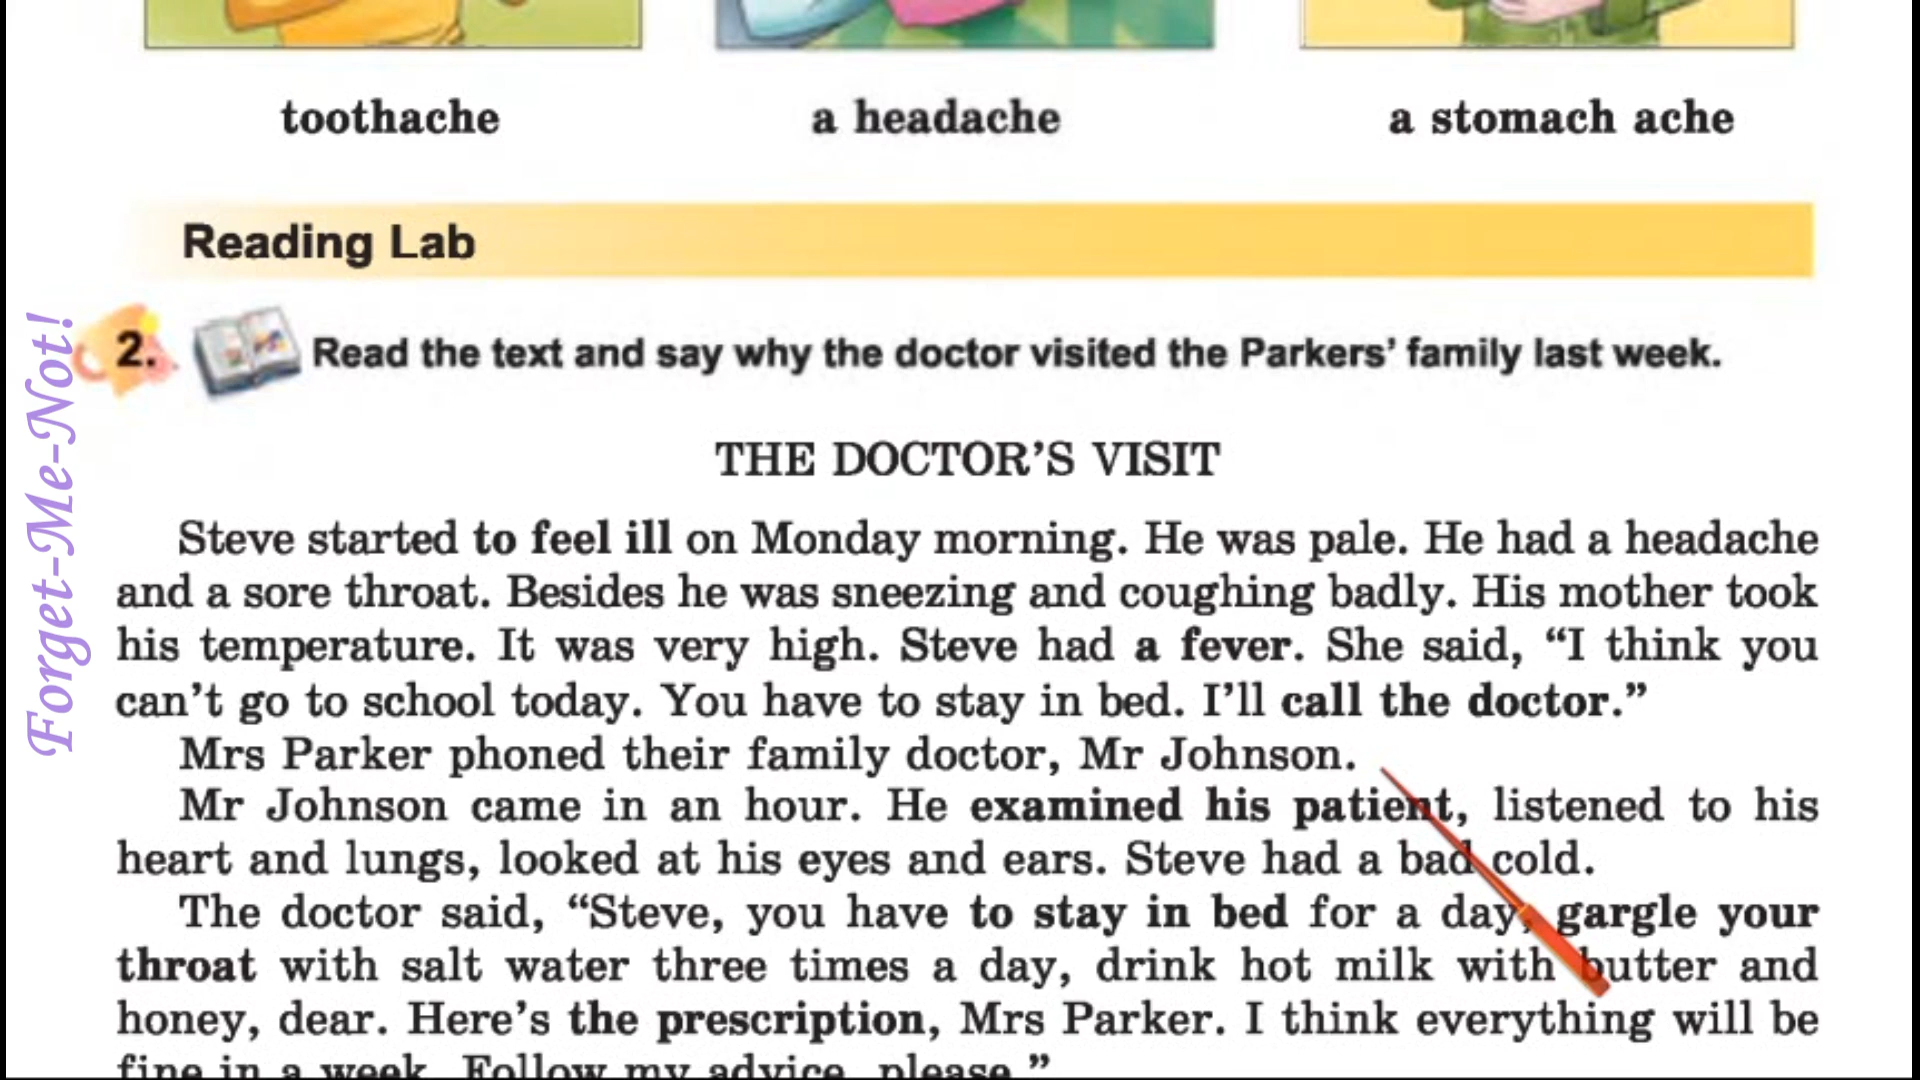 toothache
a headache
a stomach ache
Reading Lab
2. Read the text and say why the doctor visited the Parkers’ family last week.
Forget-Me-Not!
THE DOCTOR’S VISIT
Steve started to feel ill on Monday morning. He was pale. He had a headache
and a sore throat. Besides he was sneezing and coughing badly. His mother took
his temperature. It was very high. Steve had a fever. She said, “I think you
can’t go to school today. You have to stay in bed. I’ll call the doctor.”
Mrs Parker phoned their family doctor, Mr Johnson.
Mr Johnson came in an hour. He examined his patient, listened to his
heart and lungs, looked at his eyes and ears. Steve had a bad cold.
The doctor said, “Steve, you have to stay in bed for a day, gargle your
throat with salt water three times a day, drink hot milk with butter and
honey, dear. Here’s the prescription, Mrs Parker. I think everything will be
fine in a week. Follow my advice, please.”